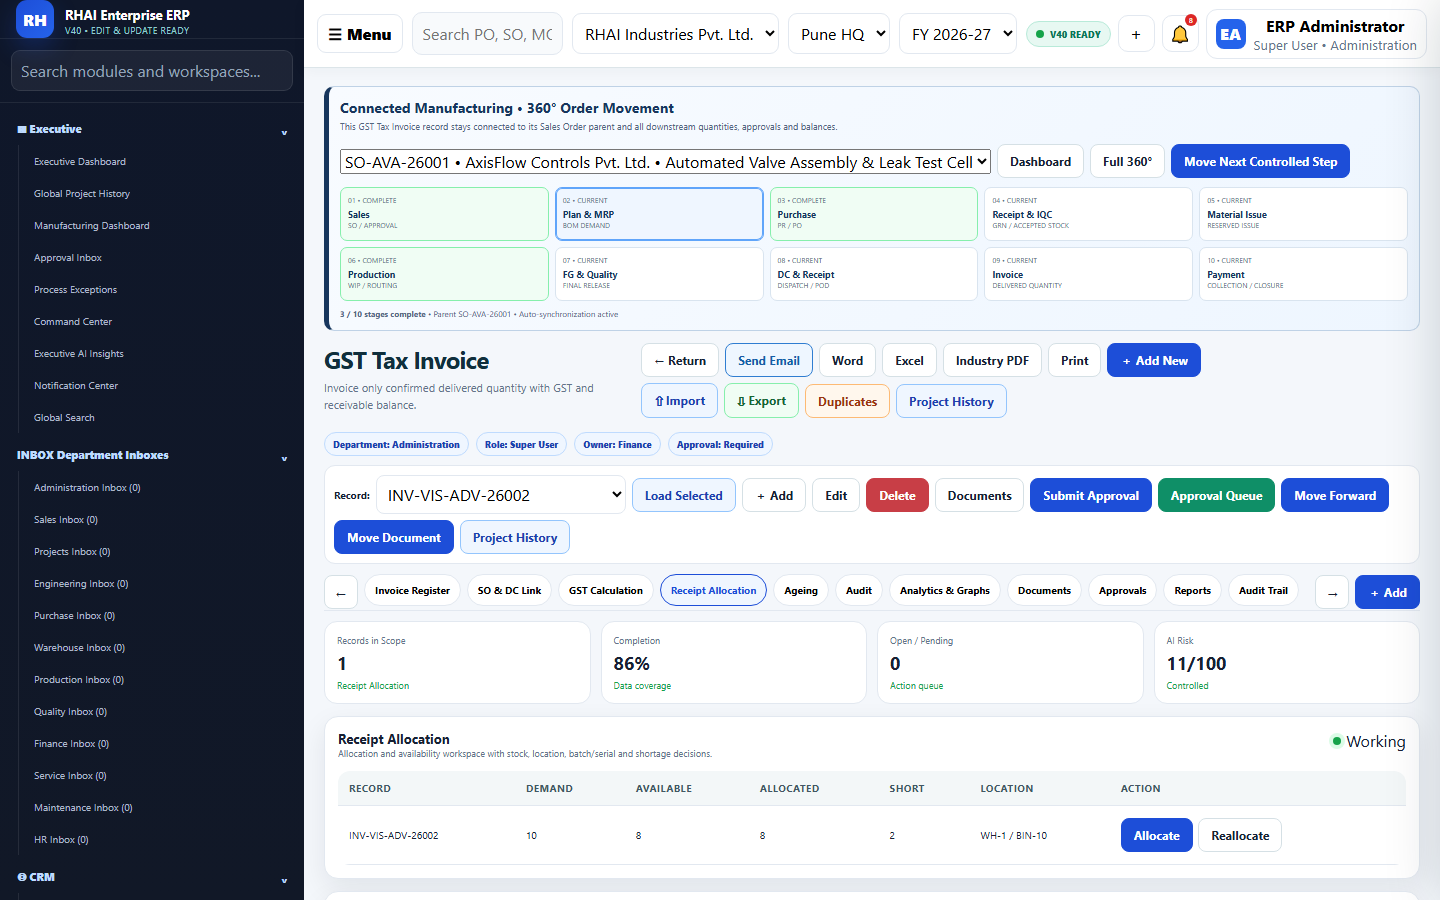 RH
RHAI Enterprise ERP
V40 • EDIT & UPDATE READY
Search modules and workspaces...
Executive
Executive Dashboard
Global Project History
Manufacturing Dashboard
Approval Inbox
Process Exceptions
Command Center
Executive AI Insights
Notification Center
Global Search
INBOX Department Inboxes
Administration Inbox (0)
Sales Inbox (0)
Projects Inbox (0)
Engineering Inbox (0)
Purchase Inbox (0)
Warehouse Inbox (0)
Production Inbox (0)
Quality Inbox (0)
Finance Inbox (0)
Service Inbox (0)
Maintenance Inbox (0)
HR Inbox (0)
CRM
☰ Menu
Search PO, SO, MC
RHAI Industries Pvt. Ltd.
Pune HQ
FY 2026-27
V40 READY
+
8
EA
ERP Administrator
Super User • Administration
Connected Manufacturing • 360° Order Movement
This GST Tax Invoice record stays connected to its Sales Order parent and all downstream quantities, approvals and balances.
SO-AVA-26001 • AxisFlow Controls Pvt. Ltd. • Automated Valve Assembly & Leak Test Cell
Dashboard
Full 360°
Move Next Controlled Step
01 • COMPLETE
Sales
SO / APPROVAL
02 • CURRENT
Plan & MRP
BOM DEMAND
03 • COMPLETE
Purchase
PR / PO
04 • CURRENT
Receipt & IQC
GRN / ACCEPTED STOCK
05 • CURRENT
Material Issue
RESERVED ISSUE
06 • COMPLETE
Production
WIP / ROUTING
07 • CURRENT
FG & Quality
FINAL RELEASE
08 • CURRENT
DC & Receipt
DISPATCH / POD
09 • CURRENT
Invoice
DELIVERED QUANTITY
10 • CURRENT
Payment
COLLECTION / CLOSURE
3 / 10 stages complete • Parent SO-AVA-26001 • Auto-synchronization active
GST Tax Invoice
Invoice only confirmed delivered quantity with GST and
receivable balance.
← Return
Send Email
Word
Excel
Industry PDF
Print
+ Add New
⇧ Import
⇩ Export
Duplicates
Project History
Department: Administration
Role: Super User
Owner: Finance
Approval: Required
Record:
INV-VIS-ADV-26002
Load Selected
+ Add
Edit
Delete
Documents
Submit Approval
Approval Queue
Move Forward
Move Document
Project History
←
Invoice Register
SO & DC Link
GST Calculation
Receipt Allocation
Ageing
Audit
Analytics & Graphs
Documents
Approvals
Reports
Audit Trail
→
+ Add
Records in Scope
1
Receipt Allocation
Completion
86%
Data coverage
Open / Pending
0
Action queue
AI Risk
11/100
Controlled
Receipt Allocation
Allocation and availability workspace with stock, location, batch/serial and shortage decisions.
Working
RECORD DEMAND AVAILABLE ALLOCATED SHORT LOCATION ACTION
INV-VIS-ADV-26002 10 8 8 2 WH-1 / BIN-10 Allocate Reallocate